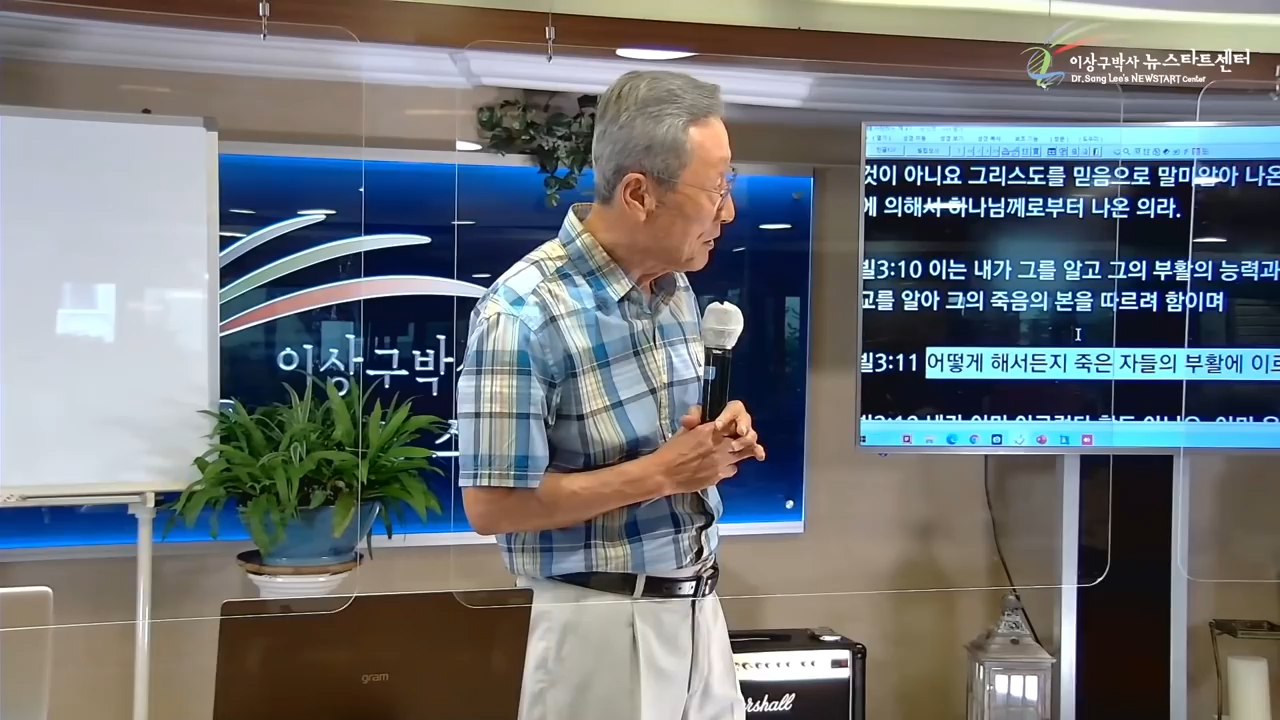 이상구박사 뉴스타트센터
Dr. Sang Lee's NEWSTART Center
것이 아니요 그리스도를 믿음으로 말미암아 나온
에 의해서 하나님께로부터 나온 의라.
빌3:10 이는 내가 그를 알고 그의 부활의 능력과
고를 알아 그의 죽음의 본을 따르려 함이며
빌3:11 어떻게 해서든지 죽은 자들의 부활에 이르
이상구박
gram
rshall